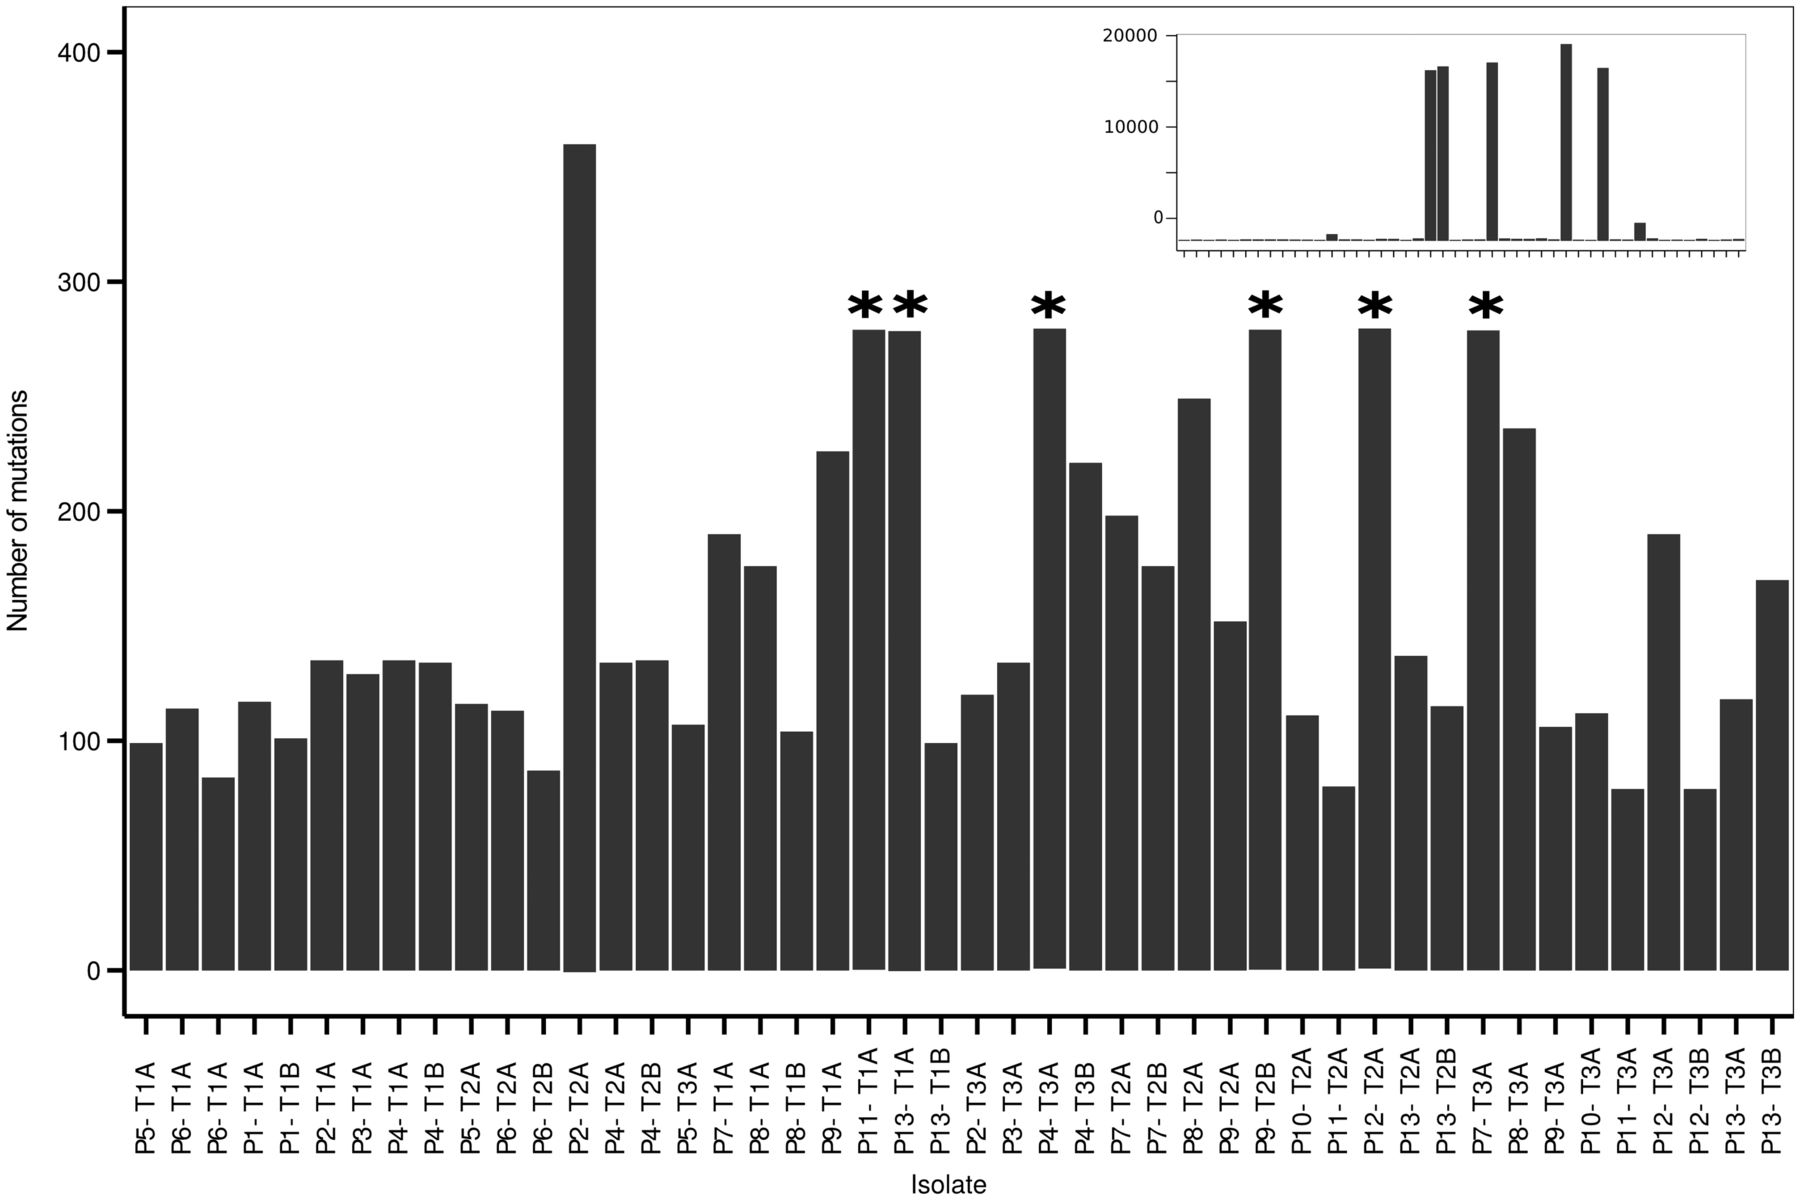 Number of mutations
400
300
200
100
0
20000
10000
0
* * * * * *
P5- T1A
P6- T1A
P6- T1A
P1- T1A
P1- T1B
P2- T1A
P3- T1A
P4- T1A
P4- T1B
P5- T2A
P6- T2A
P6- T2B
P2- T2A
P4- T2A
P4- T2B
P5- T3A
P7- T1A
P8- T1A
P8- T1B
P9- T1A
P11- T1A
P13- T1A
P13- T1B
P2- T3A
P3- T3A
P4- T3A
P4- T3B
P7- T2A
P7- T2B
P8- T2A
P9- T2A
P9- T2B
P10- T2A
P11- T2A
P12- T2A
P13- T2A
P13- T2B
P7- T3A
P8- T3A
P9- T3A
P10- T3A
P11- T3A
P12- T3A
P12- T3B
P13- T3A
P13- T3B
Isolate